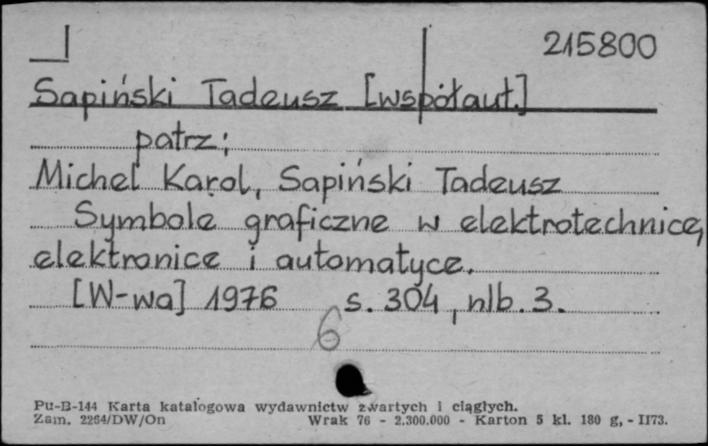 215800
Sapiński Tadeusz [współaut.]
patrz:
Michel Karol, Sapiński Tadeusz
Symbole graficzne w elektrotechnice,
elektronice i automatyce.
[W-wa] 1976 s. 304, nlb. 3.
6
Pu-B-144 Karta katalogowa wydawnictw zwartych i ciągłych.
Zam. 2264/DW/On Wrak 76 - 2.300.000 - Karton 5 kl. 180 g, - II73.